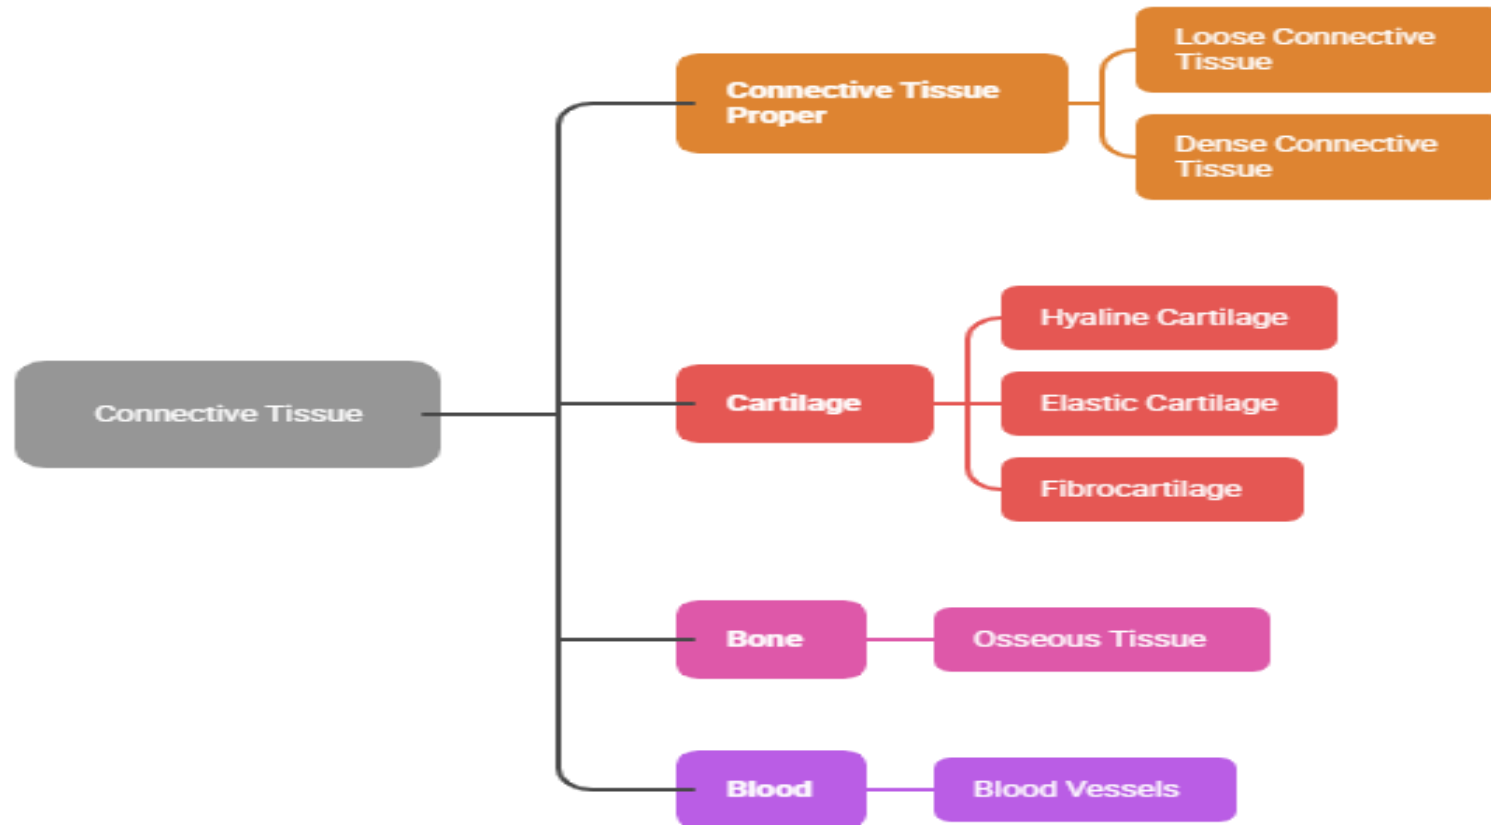 Connective Tissue
Connective Tissue
Proper
Loose Connective
Tissue
Dense Connective
Tissue
Cartilage
Hyaline Cartilage
Elastic Cartilage
Fibrocartilage
Bone
Osseous Tissue
Blood
Blood Vessels